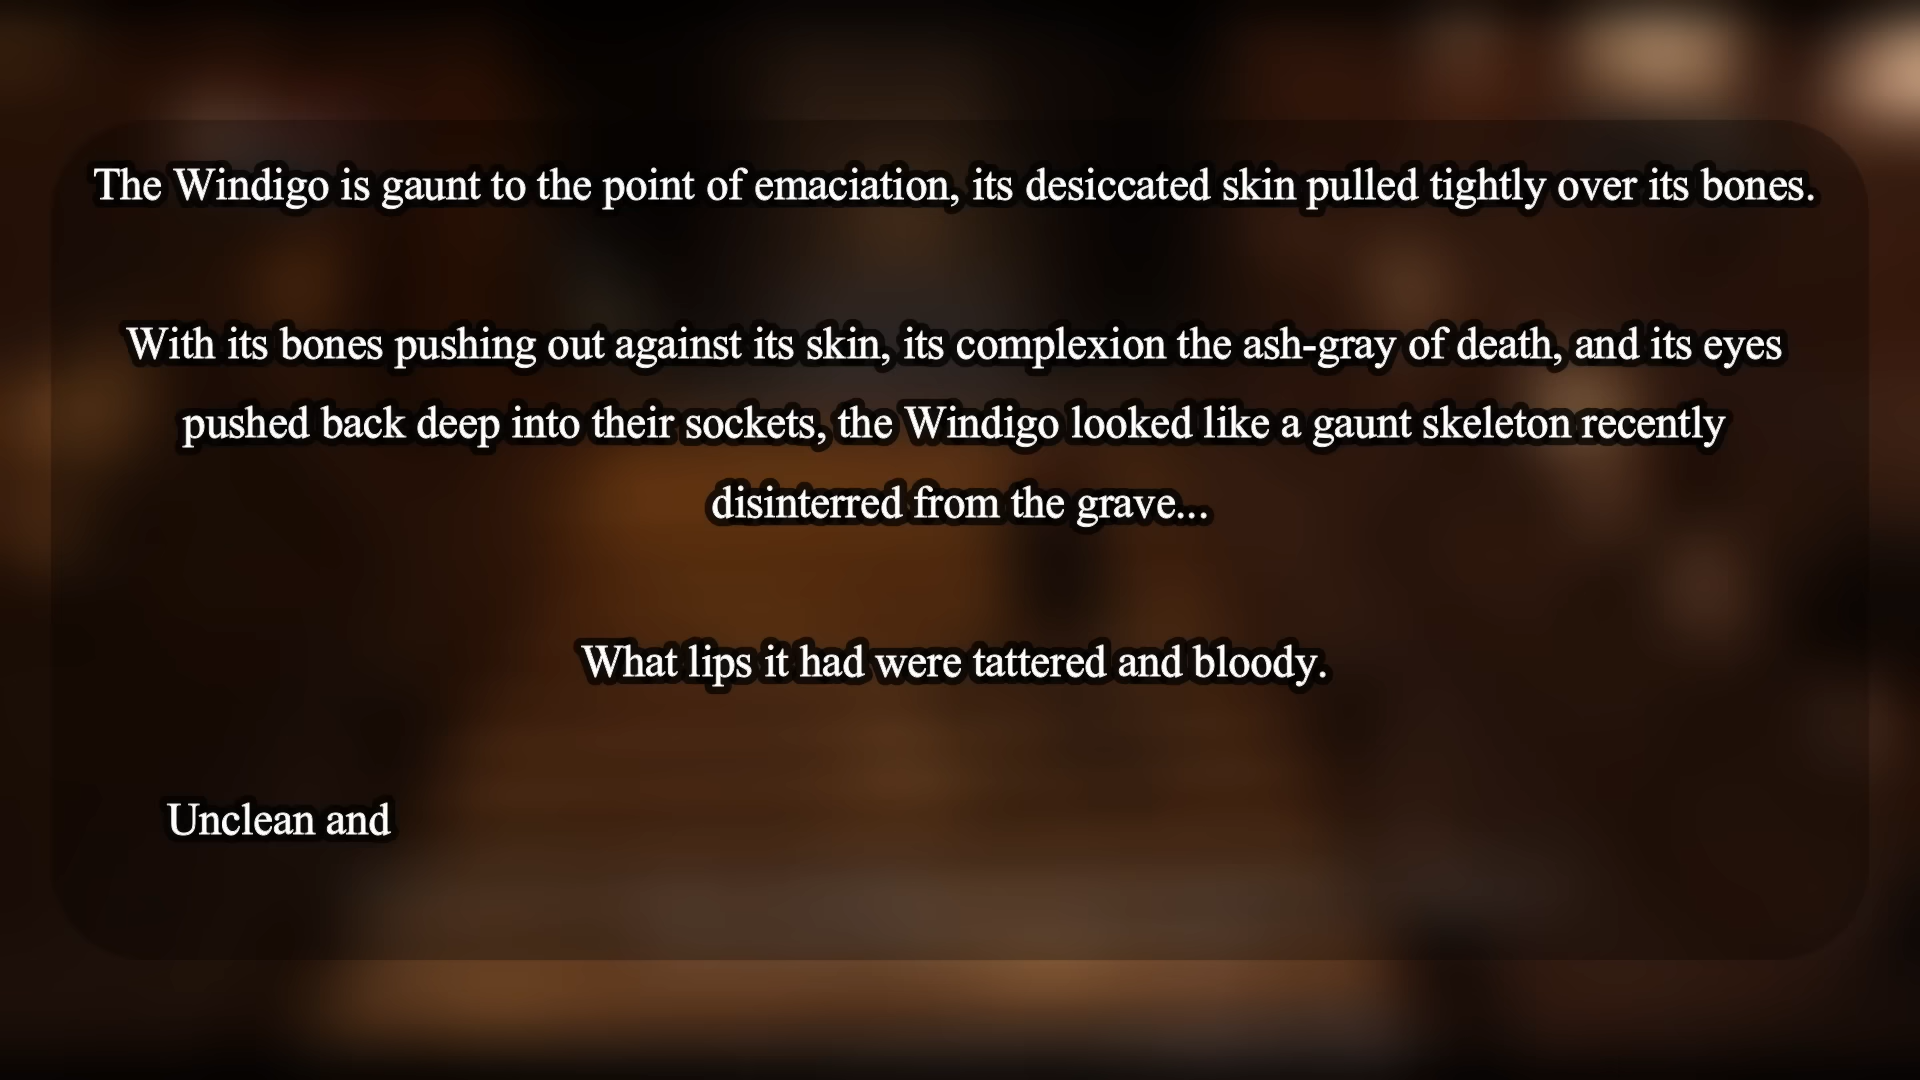 The Windigo is gaunt to the point of emaciation, its desiccated skin pulled tightly over its bones.
With its bones pushing out against its skin, its complexion the ash-gray of death, and its eyes
pushed back deep into their sockets, the Windigo looked like a gaunt skeleton recently
disinterred from the grave...
What lips it had were tattered and bloody.
Unclean and